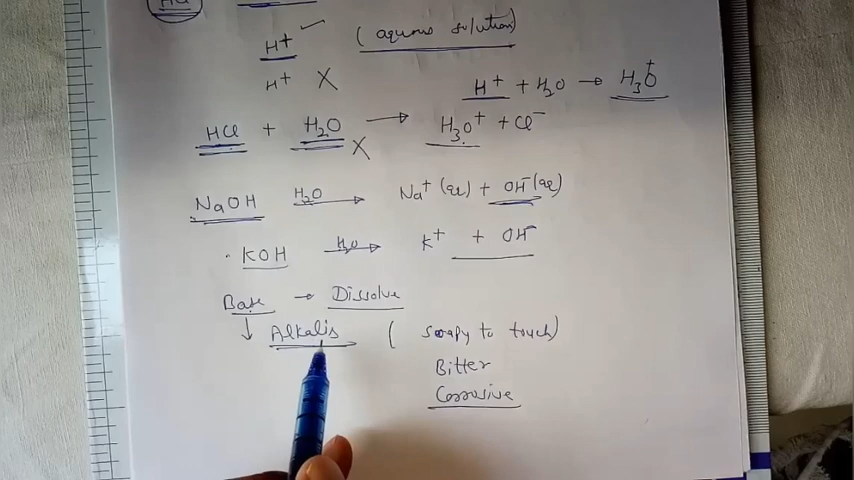 H⁺ (aqueous solution)
H⁺ X
H⁺ + H₂O → H₃O⁺
HCl + H₂O → H₃O⁺ + Cl⁻
X
NaOH H₂O → Na⁺ (aq) + OH⁻ (aq)
KOH H₂O → K⁺ + OH⁻
Base → Dissolve
↓ Alkalis ( soapy to touch)
Bitter
Corrosive